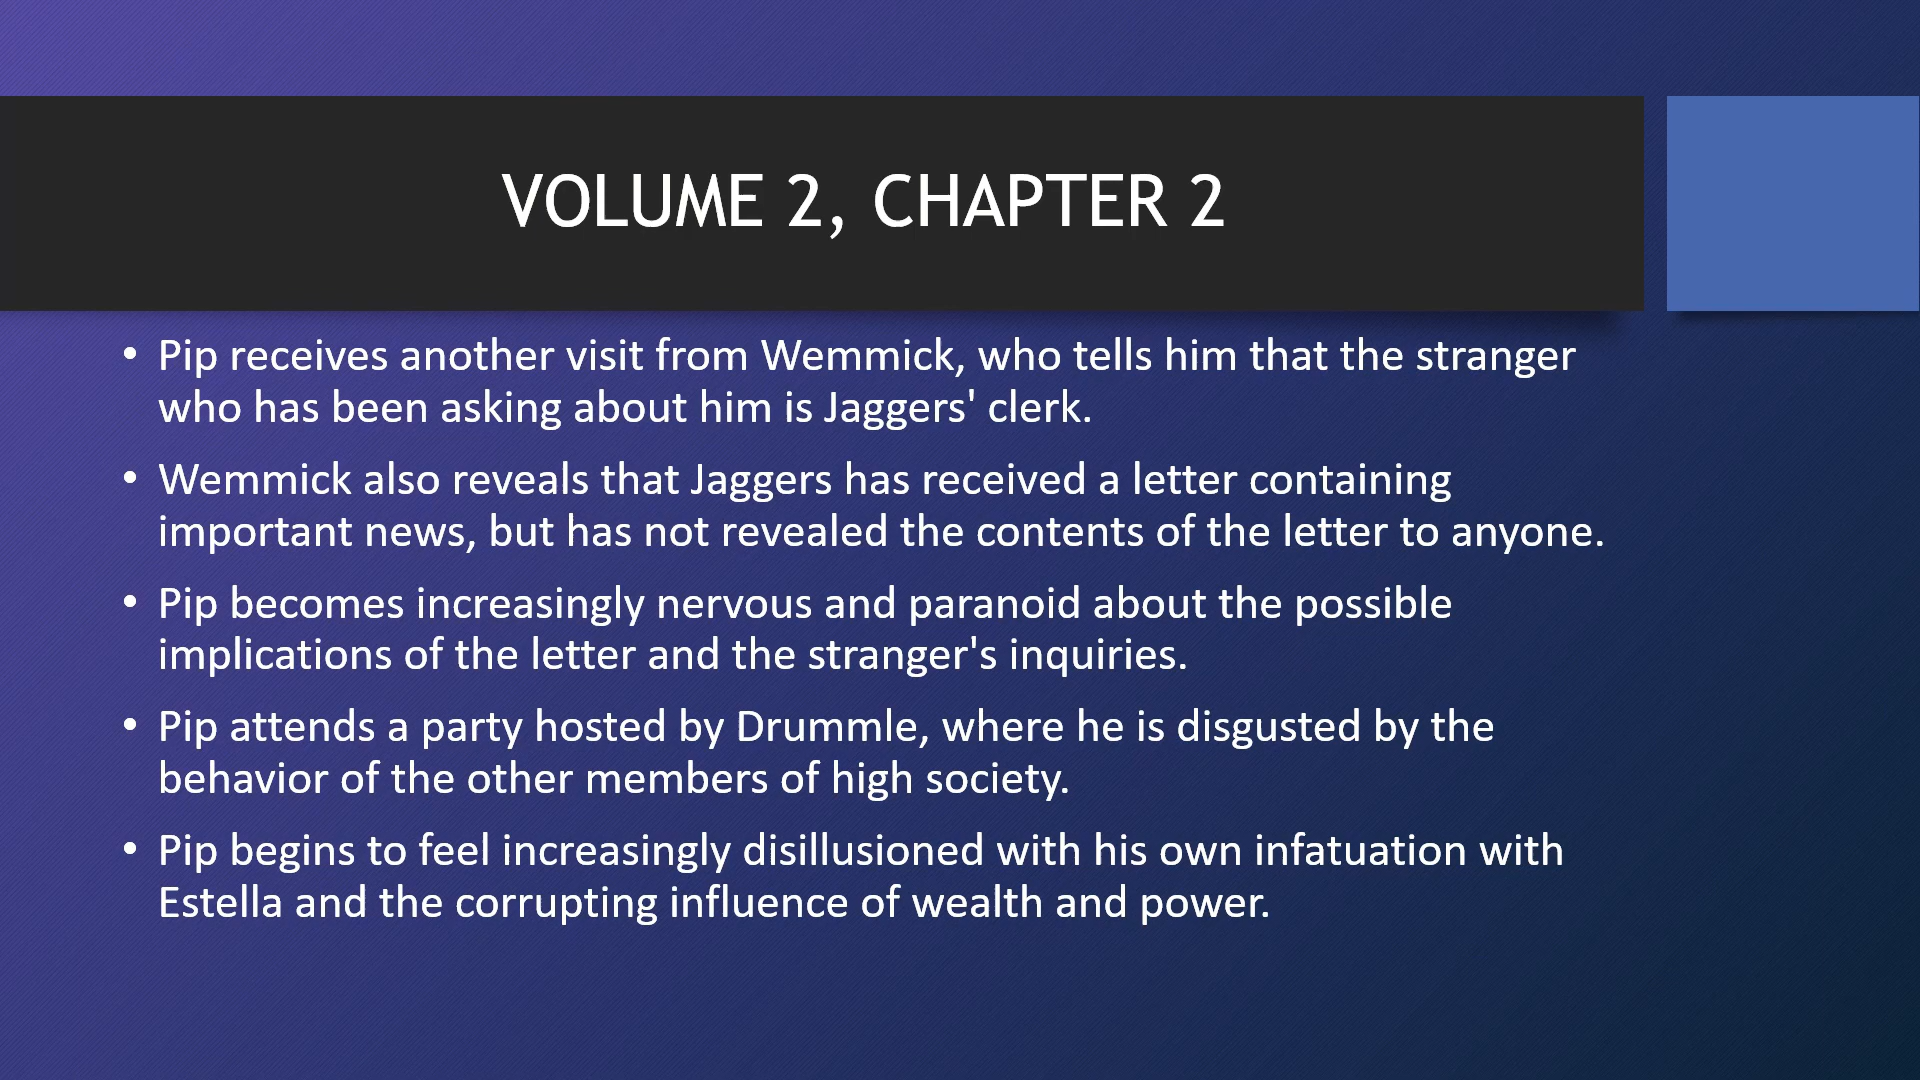 VOLUME 2, CHAPTER 2
• Pip receives another visit from Wemmick, who tells him that the stranger
who has been asking about him is Jaggers' clerk.
• Wemmick also reveals that Jaggers has received a letter containing
important news, but has not revealed the contents of the letter to anyone.
• Pip becomes increasingly nervous and paranoid about the possible
implications of the letter and the stranger's inquiries.
• Pip attends a party hosted by Drummle, where he is disgusted by the
behavior of the other members of high society.
• Pip begins to feel increasingly disillusioned with his own infatuation with
Estella and the corrupting influence of wealth and power.